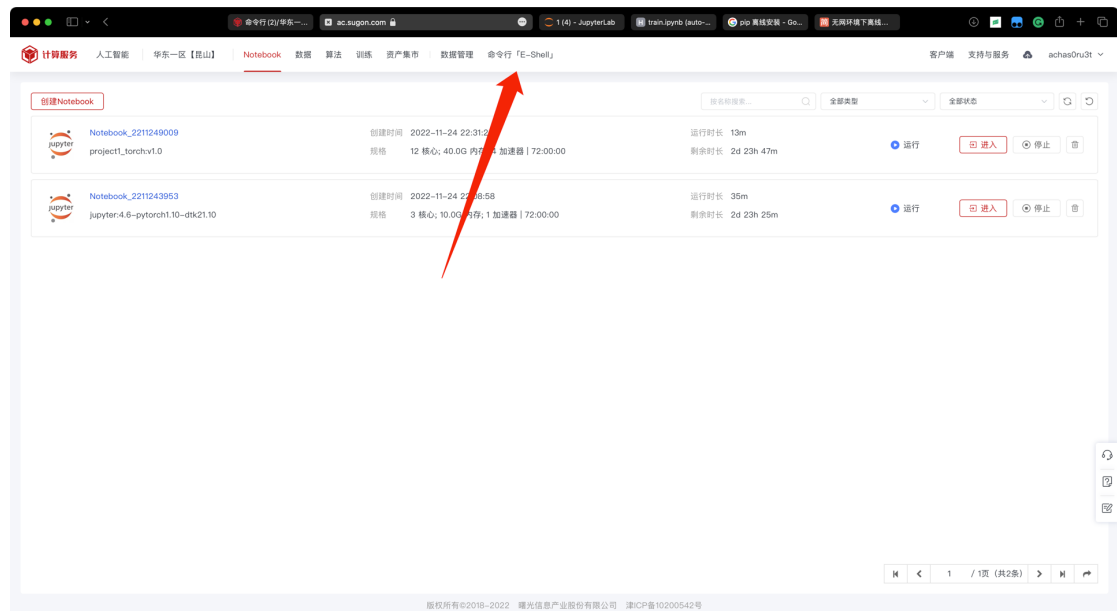 命令行(2)/华东一...
ac.sugon.com
1 (4) - JupyterLab
train.ipynb (auto-...
pip 离线安装 - Go...
无网环境下离线...
计算服务 人工智能 华东一区【昆山】 Notebook 数据 算法 训练 资产集市 数据管理 命令行「E-Shell」 客户端 支持与服务 achas0ru3t
创建Notebook 按名称搜索... 全部类型 全部状态
jupyter
Notebook_2211249009 创建时间 2022-11-24 22:31:2 运行时长 13m
project1_torch:v1.0 规格 12 核心; 40.0G 内存; 4 加速器 | 72:00:00 剩余时长 2d 23h 47m
运行 进入 停止
jupyter
Notebook_2211243953 创建时间 2022-11-24 22:08:58 运行时长 35m
jupyter:4.6-pytorch1.10-dtk21.10 规格 3 核心; 10.0G 内存; 1 加速器 | 72:00:00 剩余时长 2d 23h 25m
运行 进入 停止
1 / 1页 (共2条)
版权所有©2018-2022 曙光信息产业股份有限公司 津ICP备10200542号